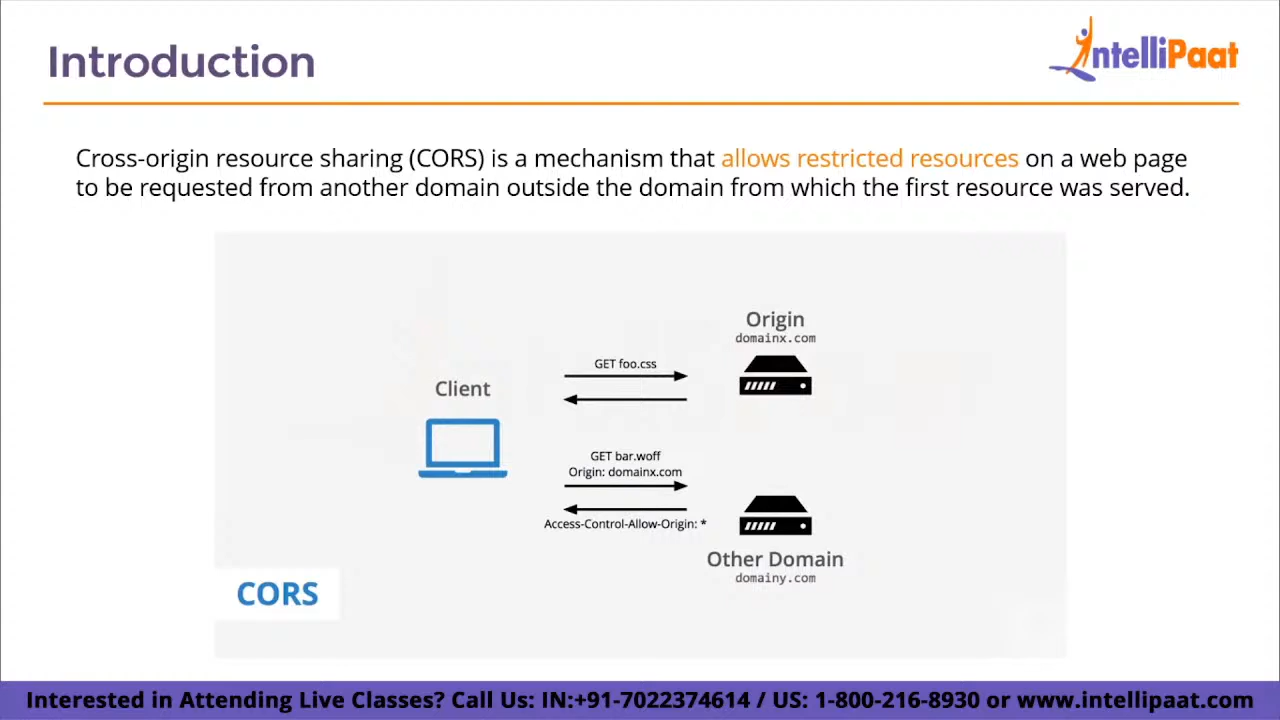 Introduction
IntelliPaat
Cross-origin resource sharing (CORS) is a mechanism that allows restricted resources on a web page
to be requested from another domain outside the domain from which the first resource was served.
Origin
domainx.com
GET foo.css
Client
GET bar.woff
Origin: domainx.com
Access-Control-Allow-Origin: *
Other Domain
domainy.com
CORS
Interested in Attending Live Classes? Call Us: IN:+91-7022374614 / US: 1-800-216-8930 or www.intellipaat.com